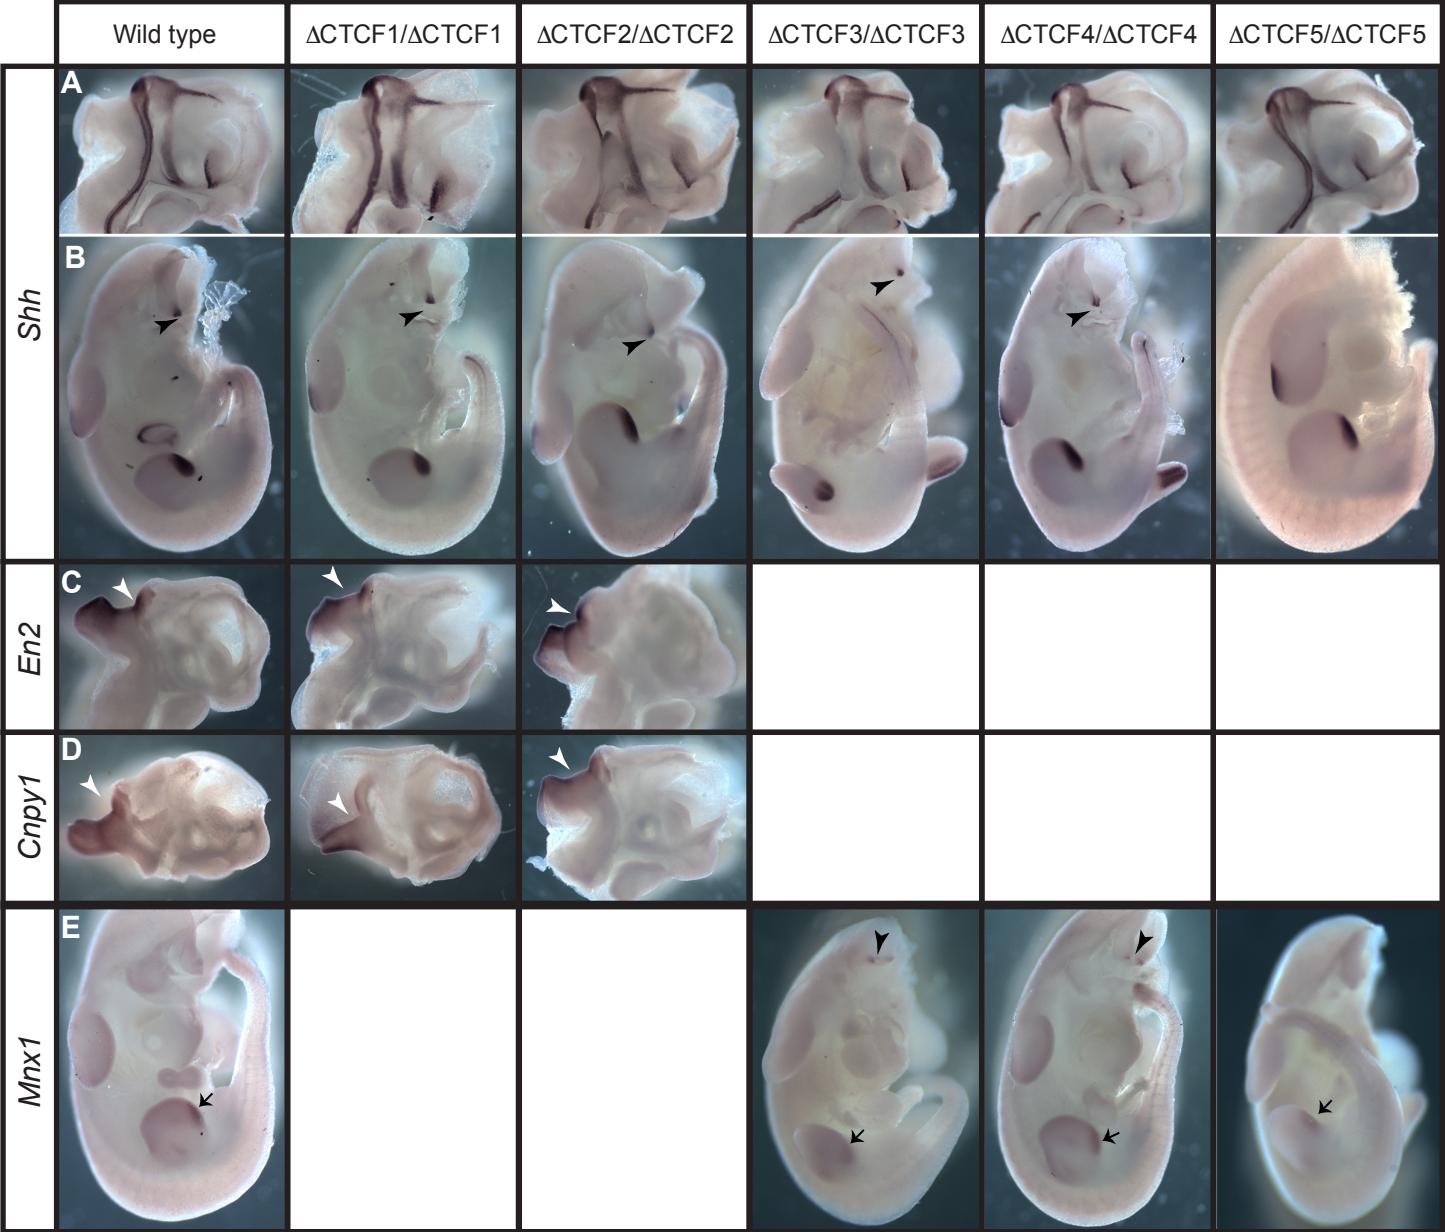 Wild type
ΔCTCF1/ΔCTCF1
ΔCTCF2/ΔCTCF2
ΔCTCF3/ΔCTCF3
ΔCTCF4/ΔCTCF4
ΔCTCF5/ΔCTCF5
Shh
A
B
En2
C
Cnpy1
D
Mnx1
E